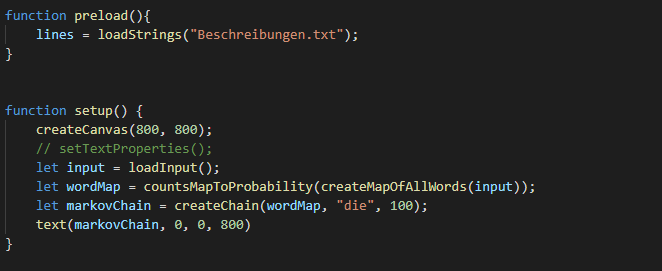 function preload(){
    lines = loadStrings("Beschreibungen.txt");
}
function setup() {
    createCanvas(800, 800);
    // setTextProperties();
    let input = loadInput();
    let wordMap = countsMapToProbability(createMapOfAllWords(input));
    let markovChain = createChain(wordMap, "die", 100);
    text(markovChain, 0, 0, 800)
}